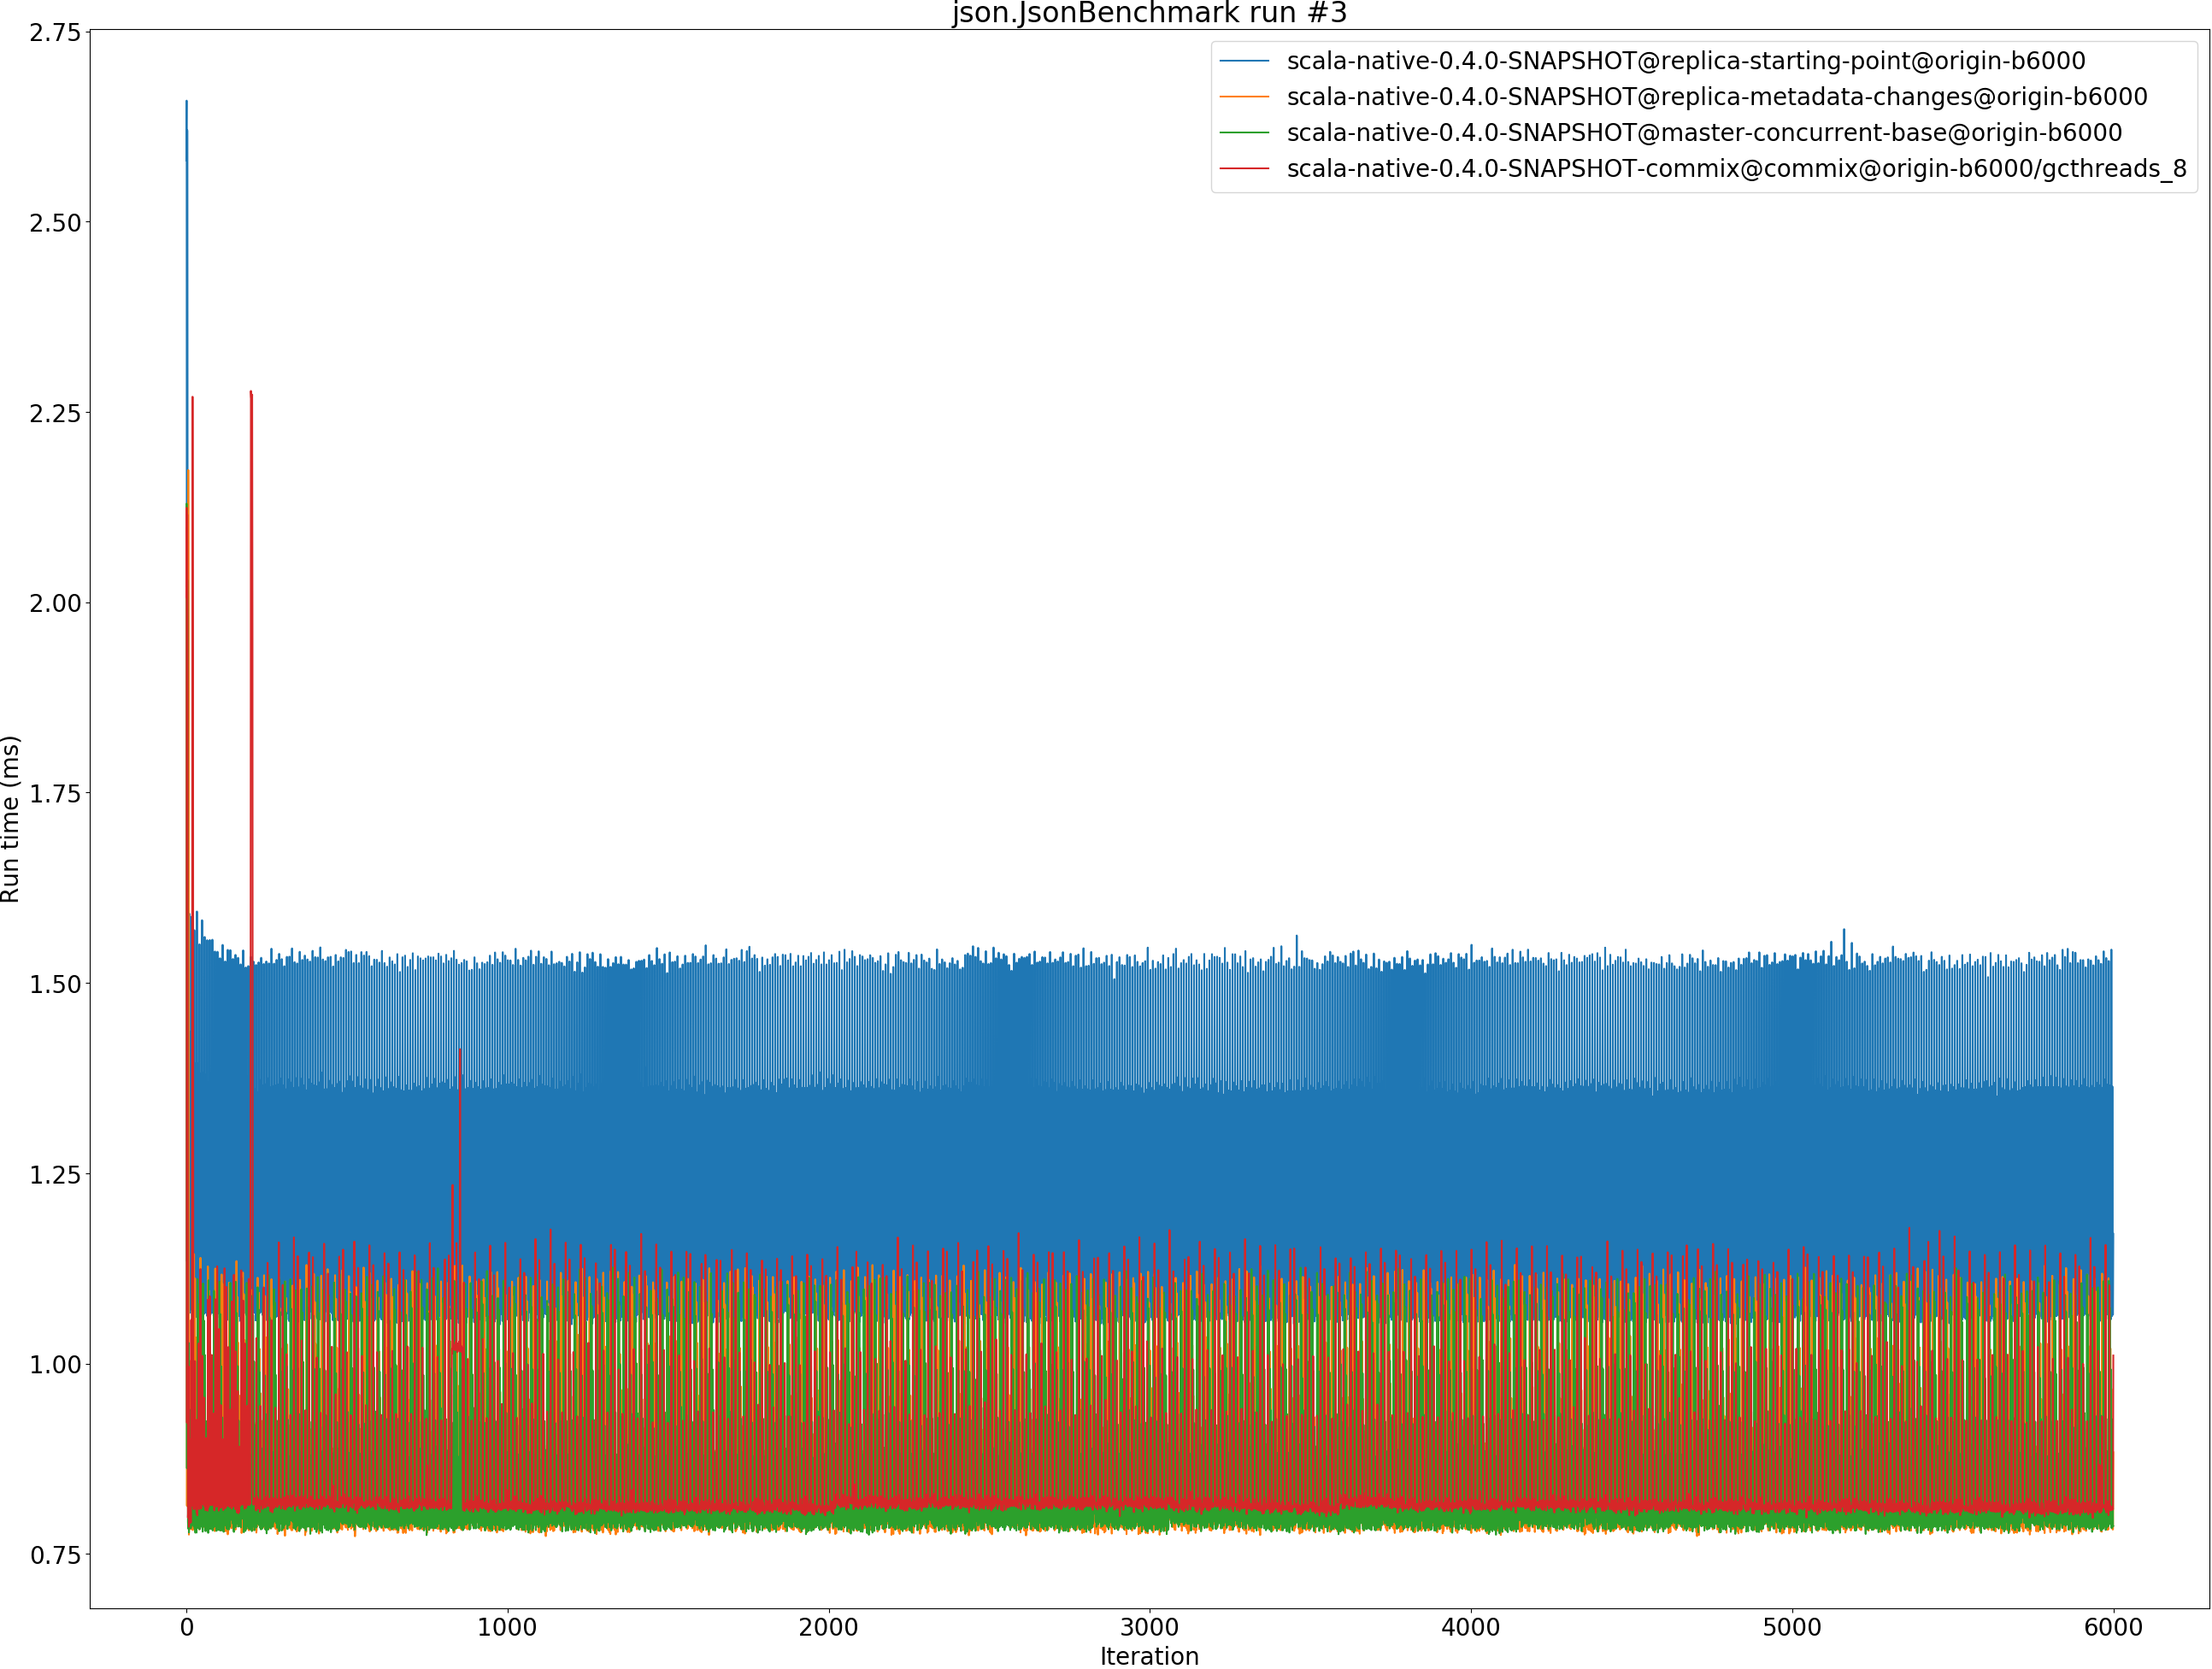 json.JsonBenchmark run #3
scala-native-0.4.0-SNAPSHOT@replica-starting-point@origin-b6000
scala-native-0.4.0-SNAPSHOT@replica-metadata-changes@origin-b6000
scala-native-0.4.0-SNAPSHOT@master-concurrent-base@origin-b6000
scala-native-0.4.0-SNAPSHOT-commix@commix@origin-b6000/gcthreads_8
Run time (ms)
2.75
2.50
2.25
2.00
1.75
1.50
1.25
1.00
0.75
0 1000 2000 3000 4000 5000 6000
Iteration